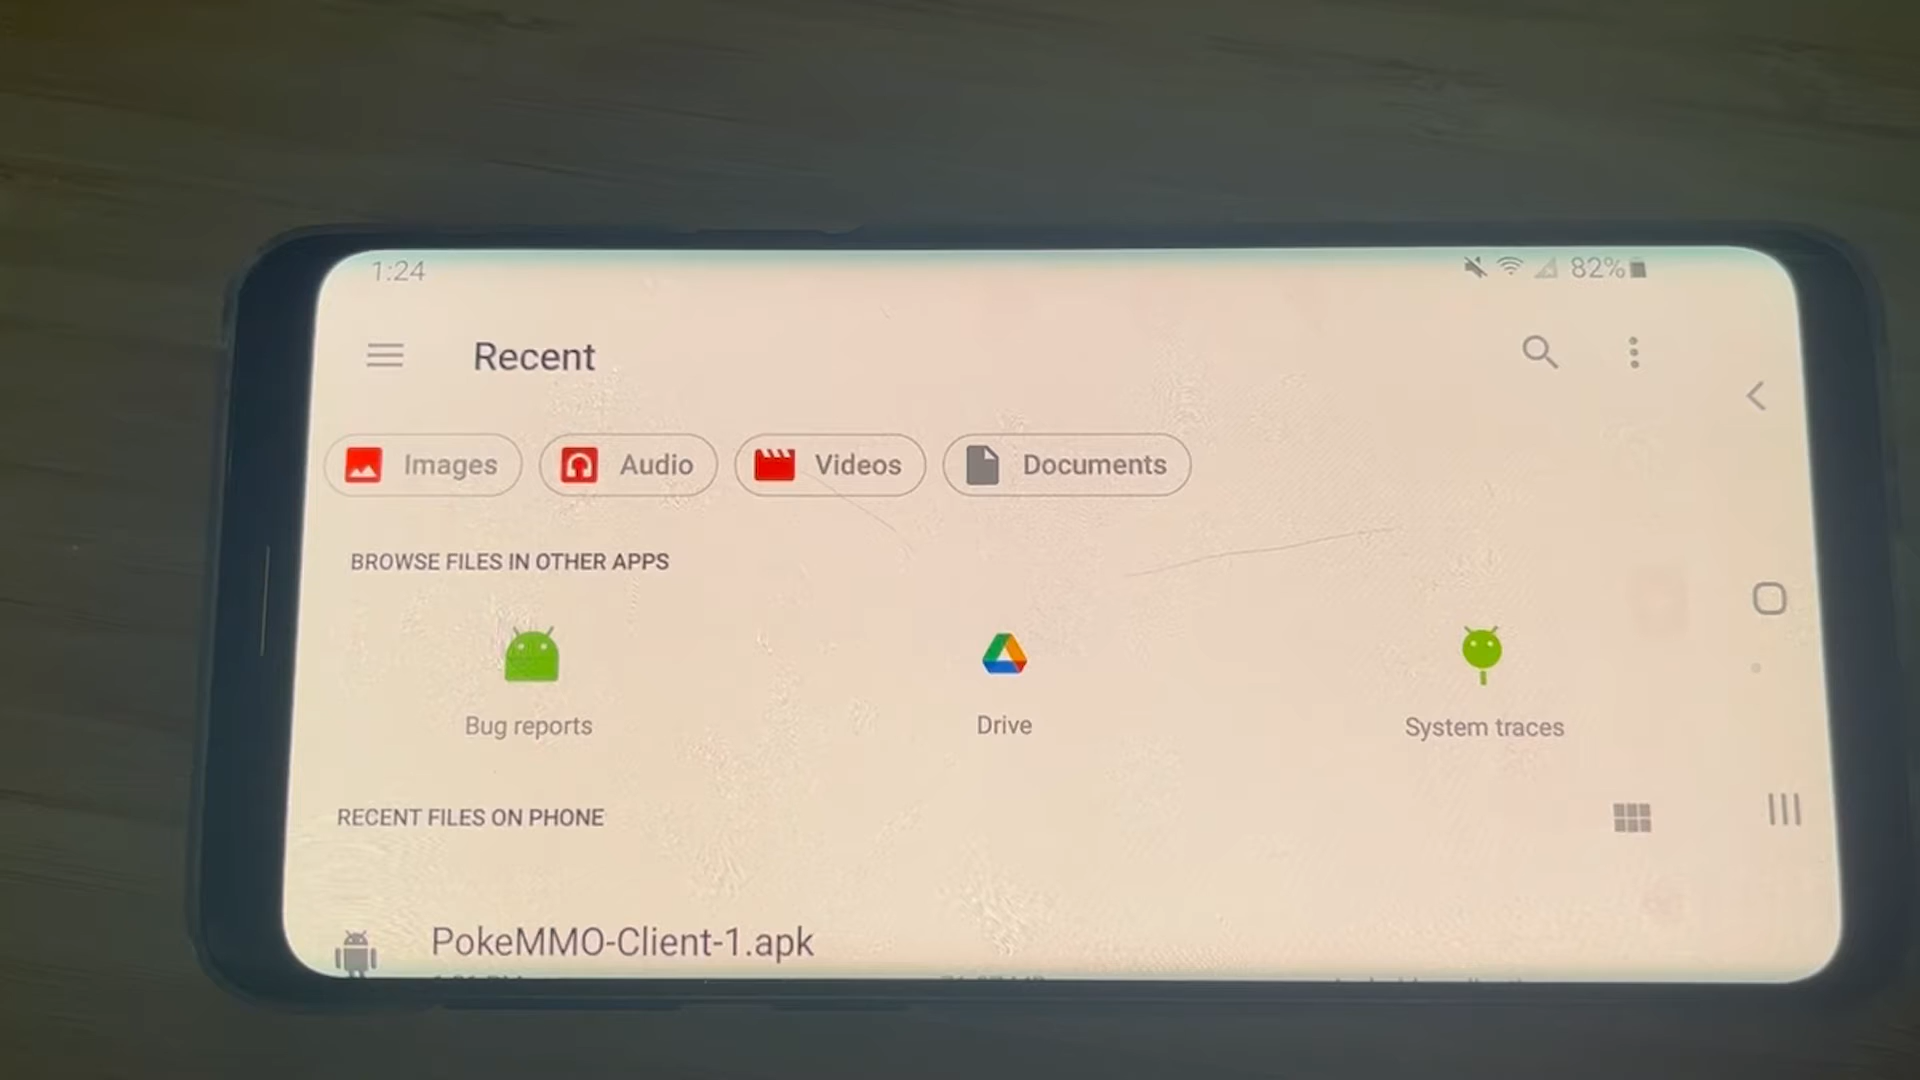 1:24
82%
Recent
Images
Audio
Videos
Documents
BROWSE FILES IN OTHER APPS
Bug reports
Drive
System traces
RECENT FILES ON PHONE
PokeMMO-Client-1.apk